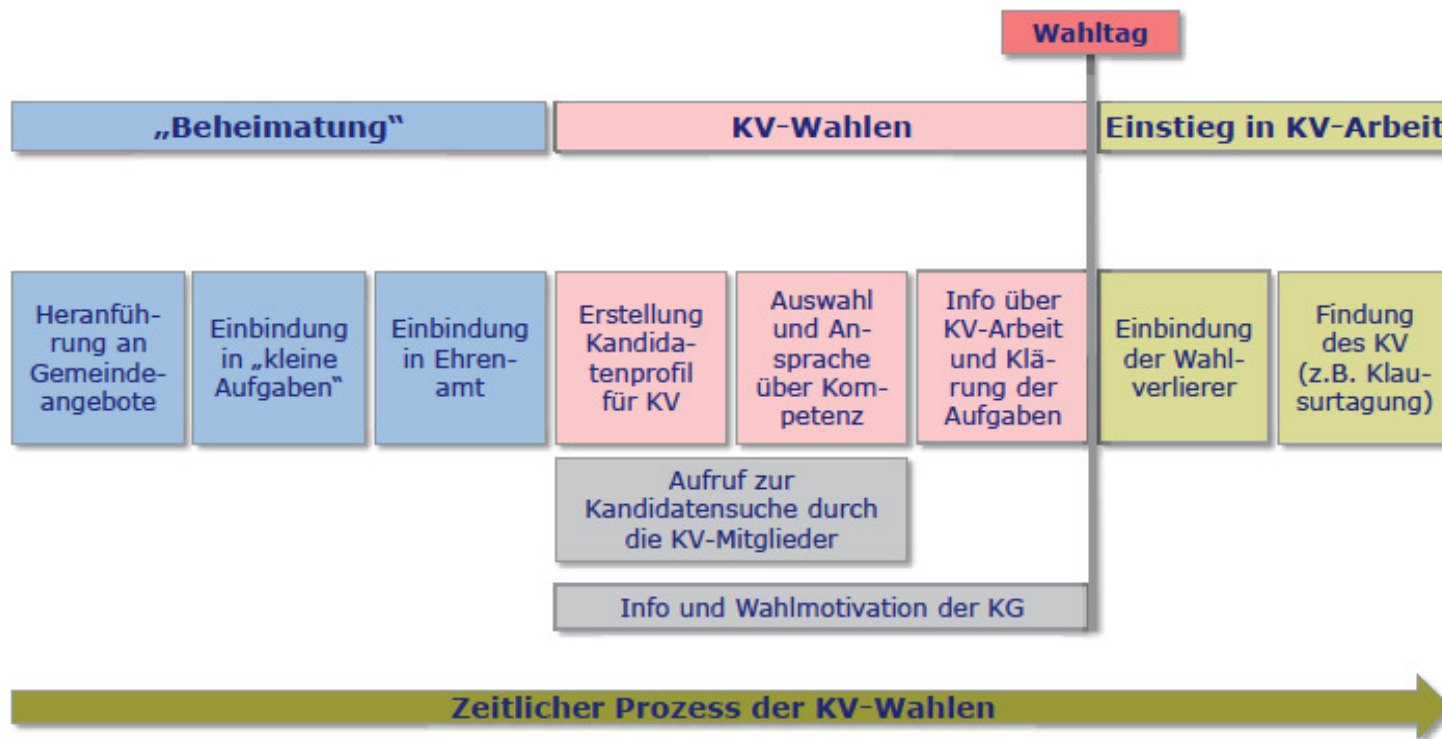 Wahltag
„Beheimatung“
KV-Wahlen
Einstieg in KV-Arbeit
Heranfüh-
rung an
Gemeinde-
angebote
Einbindung
in „kleine
Aufgaben“
Einbindung
in Ehren-
amt
Erstellung
Kandida-
tenprofil
für KV
Auswahl
und An-
sprache
über Kom-
petenz
Info über
KV-Arbeit
und Klä-
rung der
Aufgaben
Einbindung
der Wahl-
verlierer
Findung
des KV
(z.B. Klau-
surtagung)
Aufruf zur
Kandidatensuche durch
die KV-Mitglieder
Info und Wahlmotivation der KG
Zeitlicher Prozess der KV-Wahlen